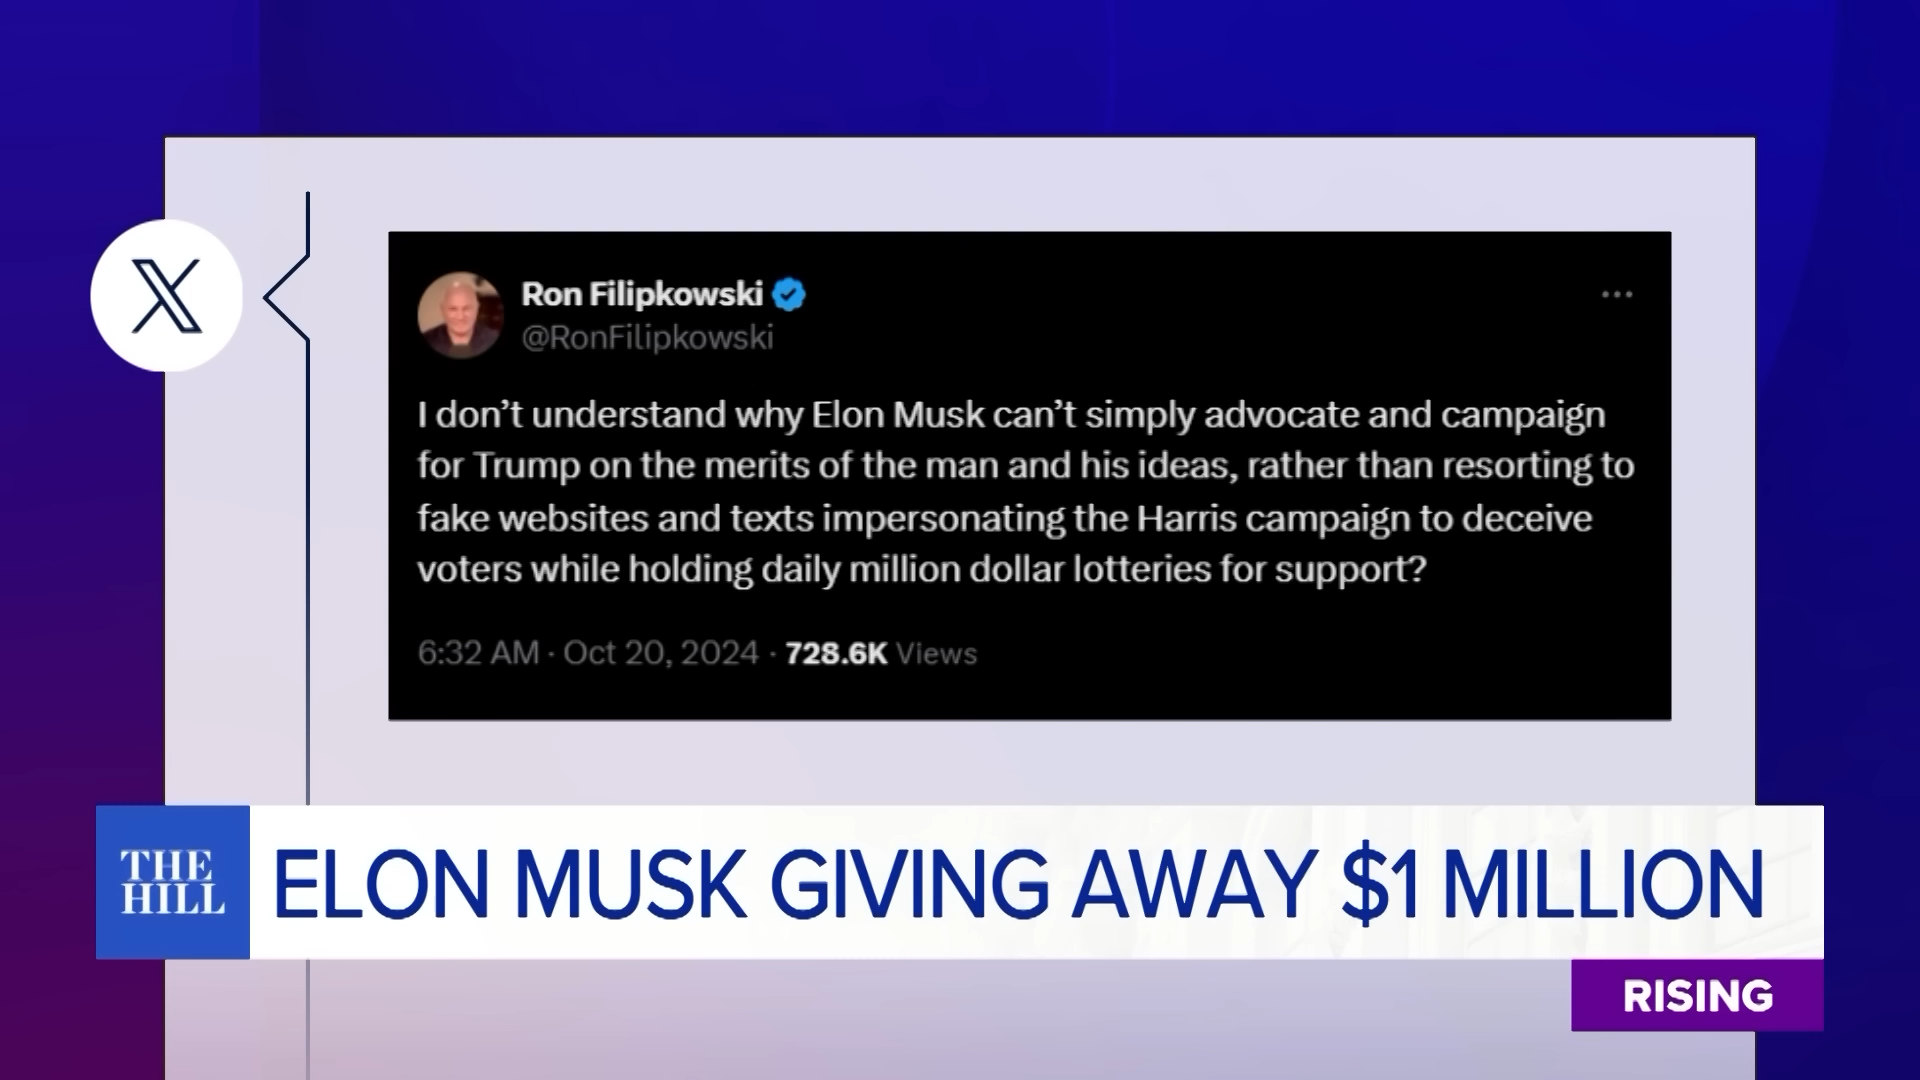 X
Ron Filipkowski
@RonFilipkowski
I don’t understand why Elon Musk can’t simply advocate and campaign
for Trump on the merits of the man and his ideas, rather than resorting to
fake websites and texts impersonating the Harris campaign to deceive
voters while holding daily million dollar lotteries for support?
6:32 AM · Oct 20, 2024 · 728.6K Views
THE
HILL
ELON MUSK GIVING AWAY $1 MILLION
RISING